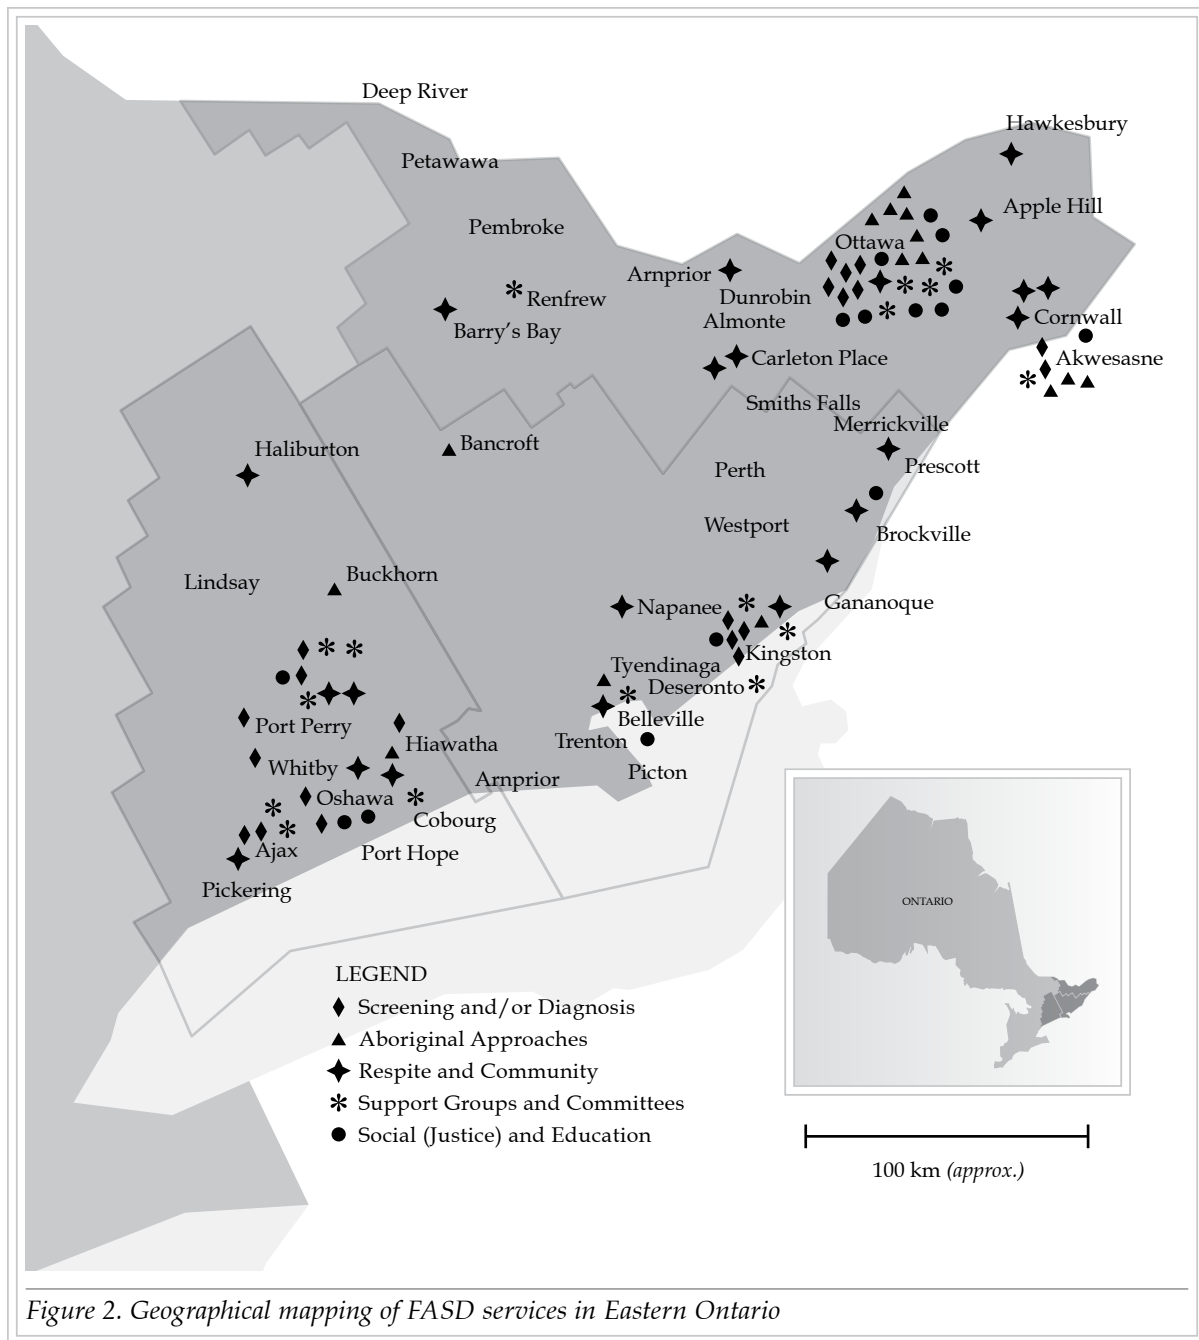 Deep River
Hawkesbury
Petawawa
Apple Hill
Pembroke
Ottawa
Arnprior
Renfrew
Dunrobin
Barry's Bay
Almonte
Cornwall
Carleton Place
Akwesasne
Smiths Falls
Merrickville
Bancroft
Haliburton
Prescott
Perth
Westport
Brockville
Buckhorn
Lindsay
Napanee
Gananoque
Kingston
Tyendinaga
Deseronto
Belleville
Port Perry
Hiawatha
Trenton
Whitby
Picton
Arnprior
Oshawa
Cobourg
Ajax
Port Hope
Pickering
ONTARIO
LEGEND
Screening and/or Diagnosis
Aboriginal Approaches
Respite and Community
Support Groups and Committees
Social (Justice) and Education
100 km (approx.)
Figure 2. Geographical mapping of FASD services in Eastern Ontario